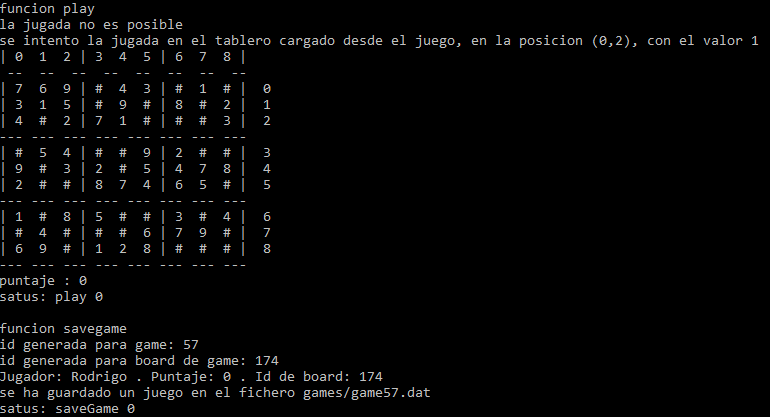 funcion play
la jugada no es posible
se intento la jugada en el tablero cargado desde el juego, en la posicion (0,2), con el valor 1
| 0 1 2 | 3 4 5 | 6 7 8 |
 -- -- -- -- -- -- -- --
| 7 6 9 | # 4 3 | # 1 # | 0
| 3 1 5 | # 9 # | 8 # 2 | 1
| 4 # 2 | 7 1 # | # # 3 | 2
--- --- --- --- --- --- --- ---
| # 5 4 | # # 9 | 2 # # | 3
| 9 # 3 | 2 # 5 | 4 7 8 | 4
| 2 # # | 8 7 4 | 6 5 # | 5
--- --- --- --- --- --- --- ---
| 1 # 8 | 5 # # | 3 # 4 | 6
| # 4 # | # # 6 | 7 9 # | 7
| 6 9 # | 1 2 8 | # # # | 8
--- --- --- --- --- --- --- ---
puntaje : 0
satus: play 0

funcion savegame
id generada para game: 57
id generada para board de game: 174
Jugador: Rodrigo . Puntaje: 0 . Id de board: 174
se ha guardado un juego en el fichero games/game57.dat
satus: saveGame 0